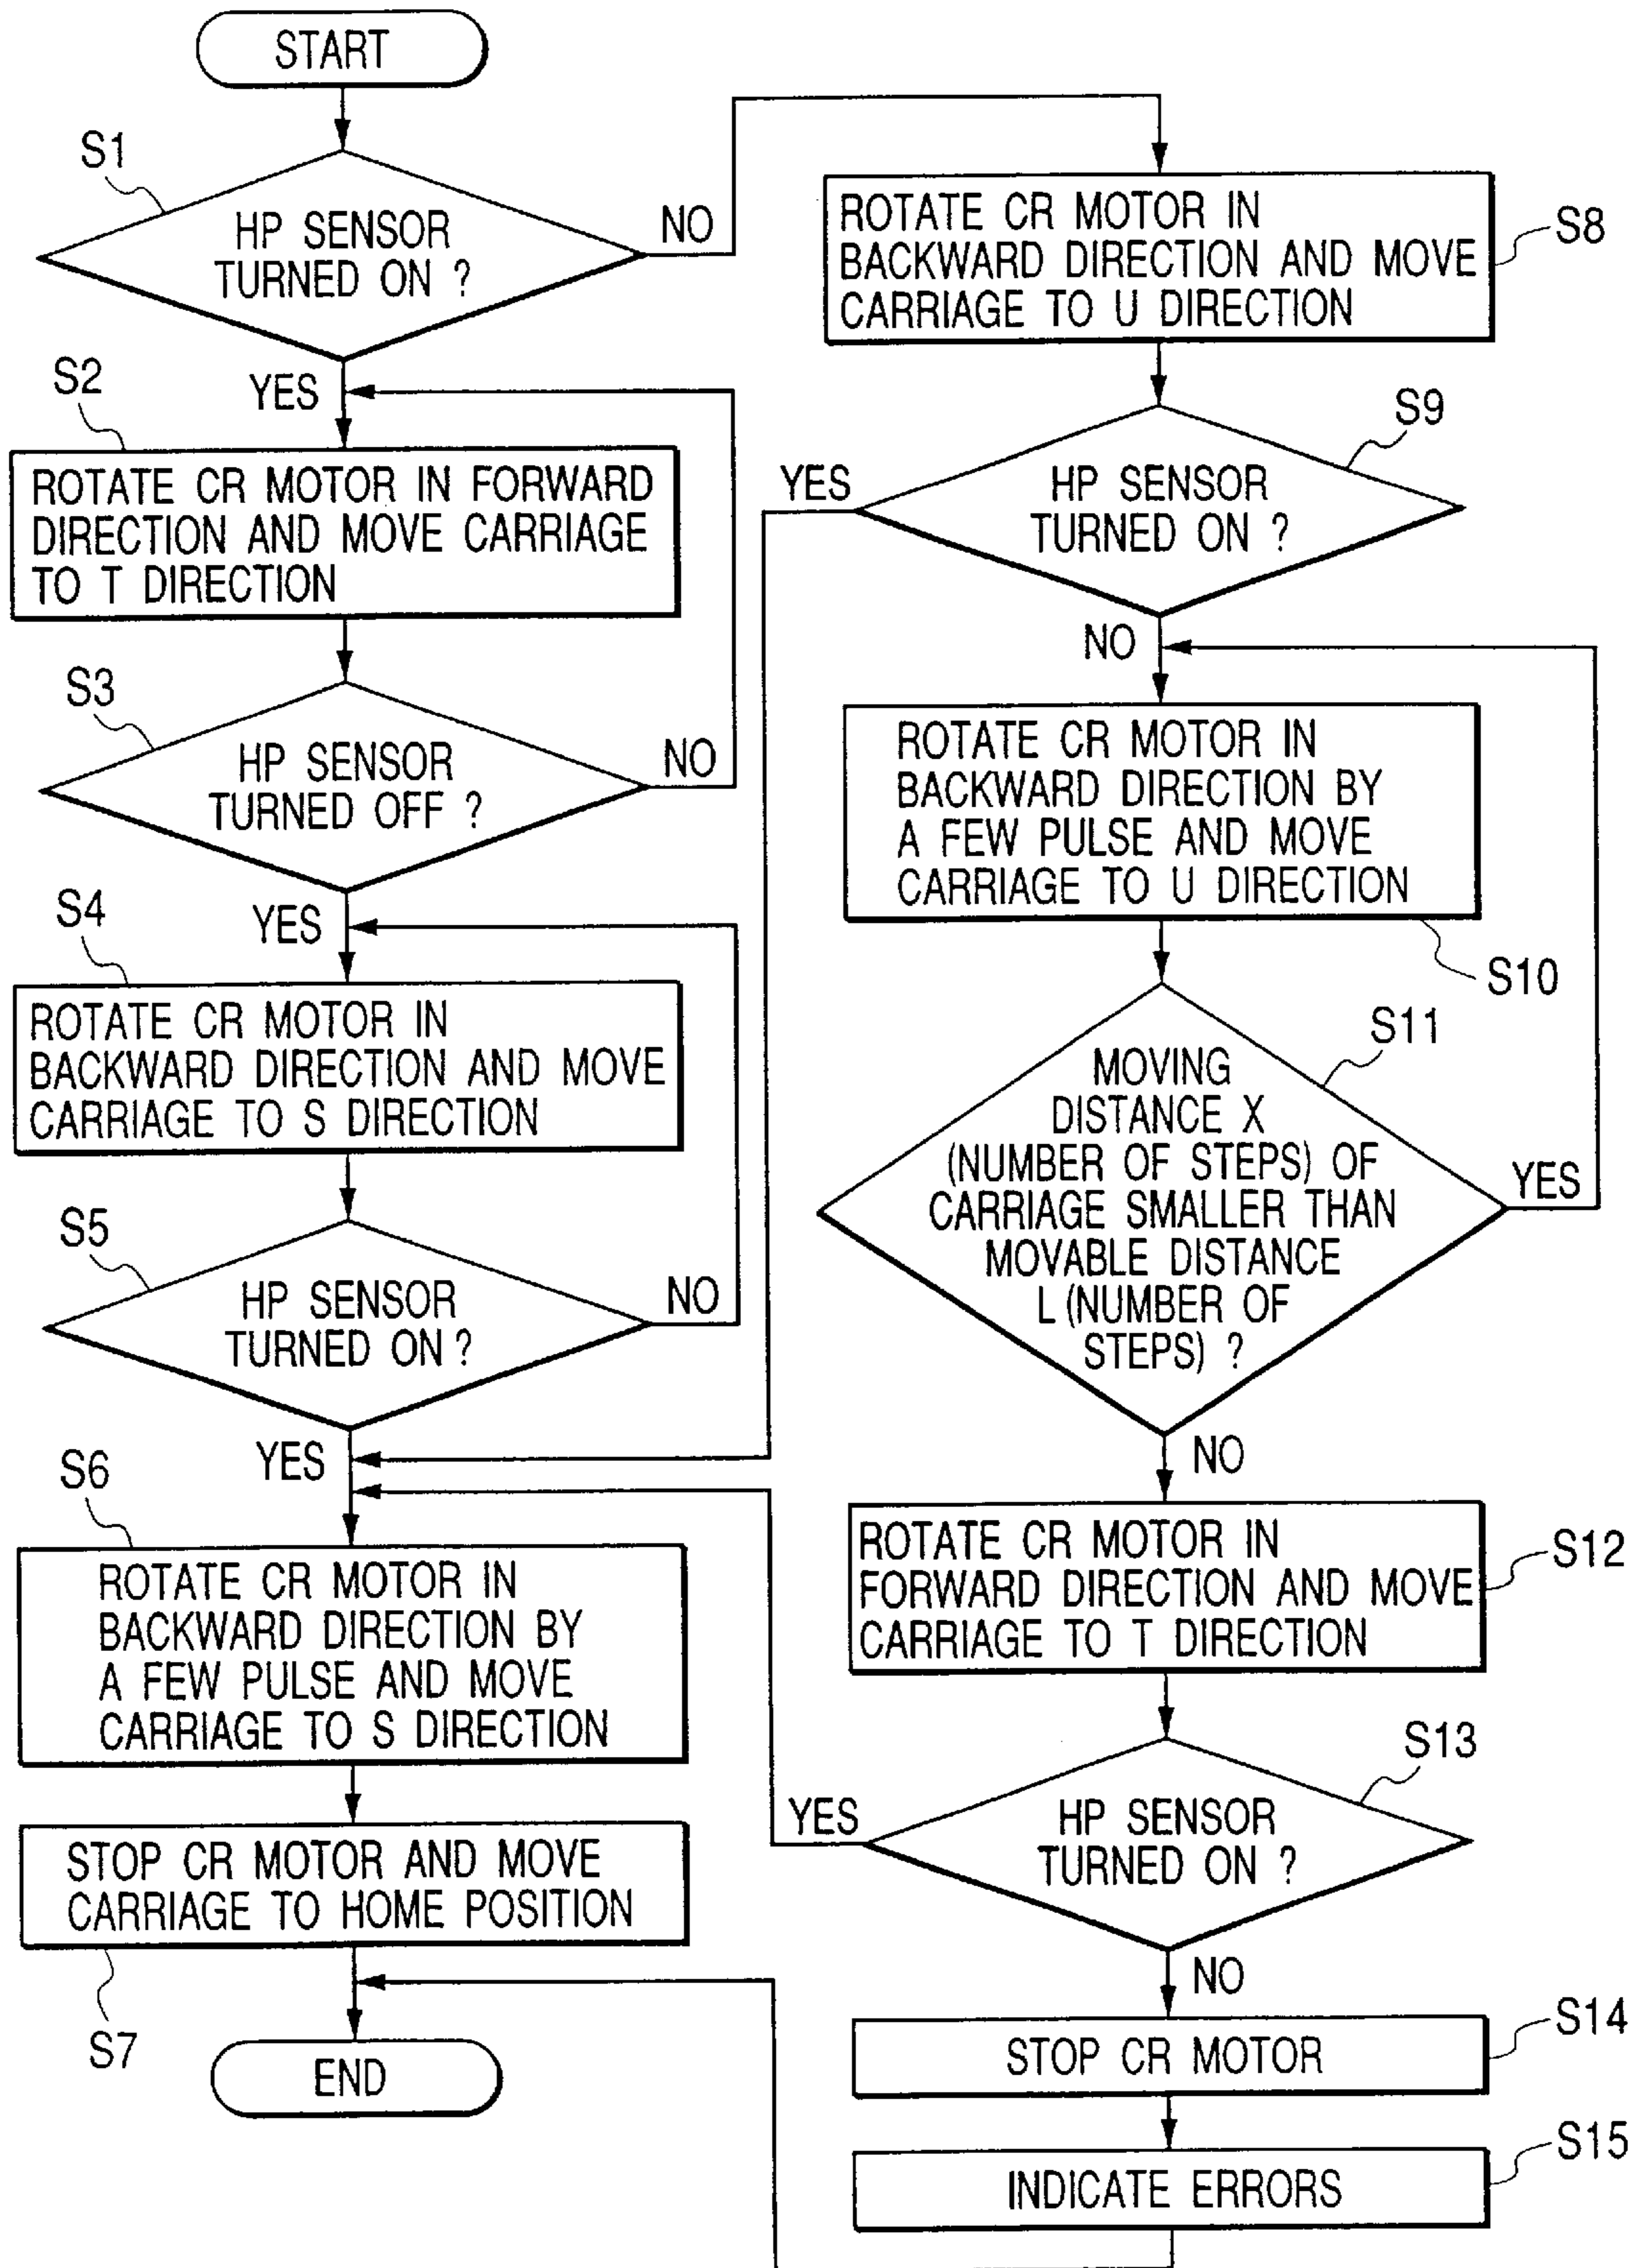 START
S1
HP SENSOR
TURNED ON ?
NO
YES
S2
ROTATE CR MOTOR IN FORWARD
DIRECTION AND MOVE CARRIAGE
TO T DIRECTION
S3
HP SENSOR
TURNED OFF ?
NO
YES
S4
ROTATE CR MOTOR IN
BACKWARD DIRECTION AND MOVE
CARRIAGE TO S DIRECTION
S5
HP SENSOR
TURNED ON ?
NO
YES
S6
ROTATE CR MOTOR IN
BACKWARD DIRECTION BY
A FEW PULSE AND MOVE
CARRIAGE TO S DIRECTION
STOP CR MOTOR AND MOVE
CARRIAGE TO HOME POSITION
S7
END
ROTATE CR MOTOR IN
BACKWARD DIRECTION AND MOVE
CARRIAGE TO U DIRECTION
S8
S9
YES
HP SENSOR
TURNED ON ?
NO
ROTATE CR MOTOR IN
BACKWARD DIRECTION BY
A FEW PULSE AND MOVE
CARRIAGE TO U DIRECTION
S10
S11
MOVING
DISTANCE X
(NUMBER OF STEPS) OF
CARRIAGE SMALLER THAN
MOVABLE DISTANCE
L (NUMBER OF
STEPS) ?
YES
NO
ROTATE CR MOTOR IN
FORWARD DIRECTION AND MOVE
CARRIAGE TO T DIRECTION
S12
S13
YES
HP SENSOR
TURNED ON ?
NO
S14
STOP CR MOTOR
S15
INDICATE ERRORS